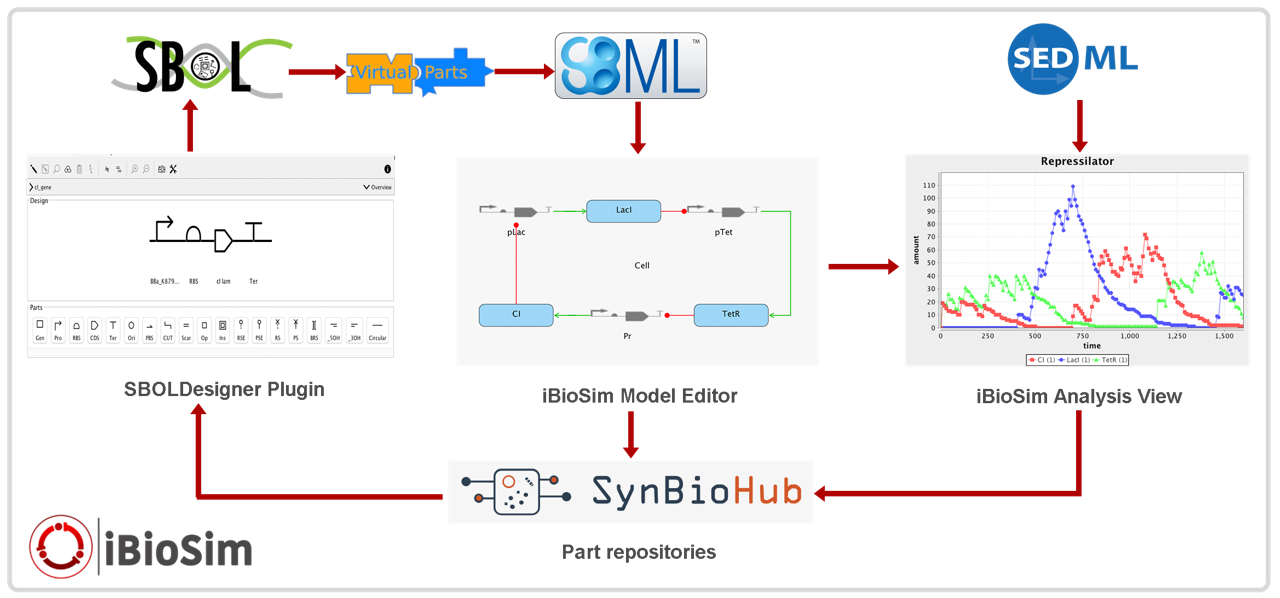 SBOL
Virtual Parts
SBML™
SED ML
cI_gene
Overview
Design
BBa_K879... RBS cI lam Ter
Parts
Gen Pro RBS CDS Ter Ori PBS CUT Scar Op Ins RSE PSE RS PS BRS _5OH _3OH Circular
LacI
pLac
pTet
Cell
CI
TetR
Pr
Repressilator
amount
110
100
90
80
70
60
50
40
30
20
10
0
0 250 500 750 1,000 1,250 1,500
time
CI (1) LacI (1) TetR (1)
SBOLDesigner Plugin
iBioSim Model Editor
iBioSim Analysis View
SynBioHub
Part repositories
iBioSim